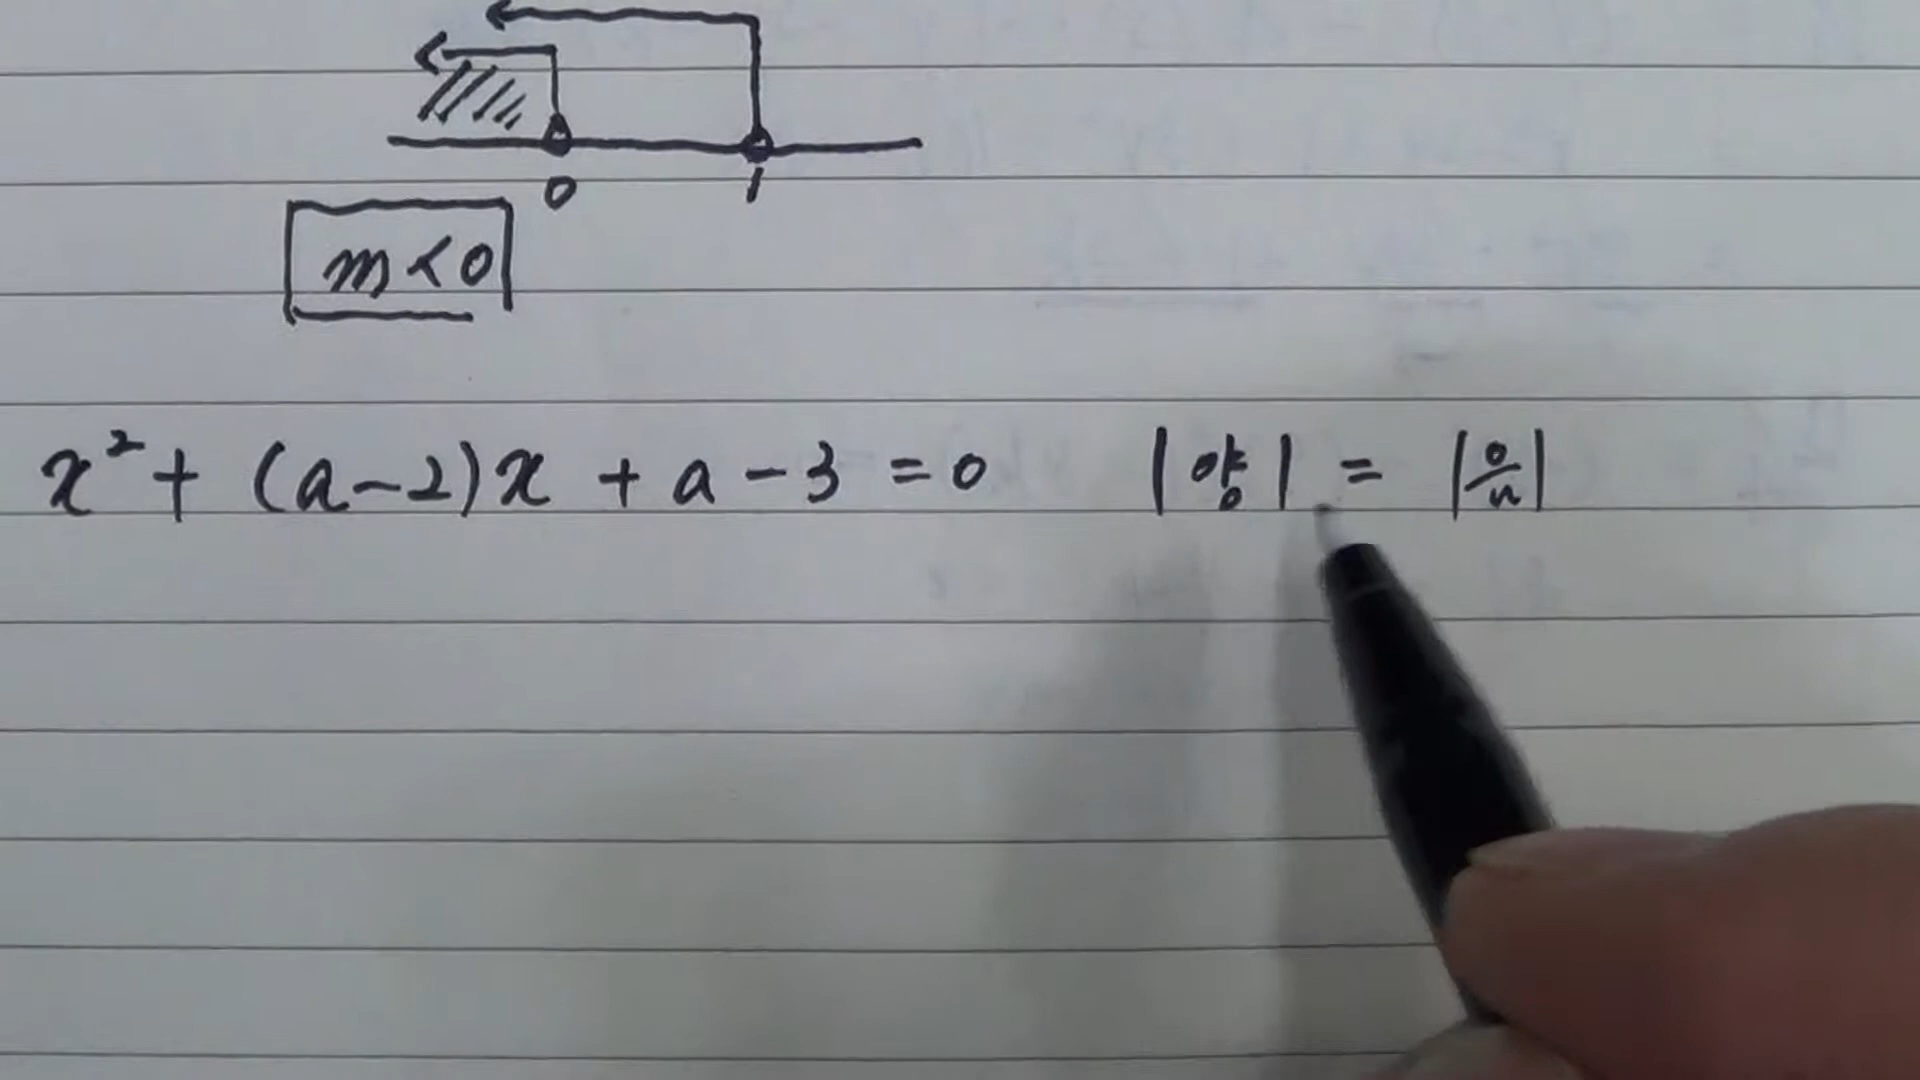 0 1
m<0
x² + (a-2)x + a - 3 = 0 |양| = |음|